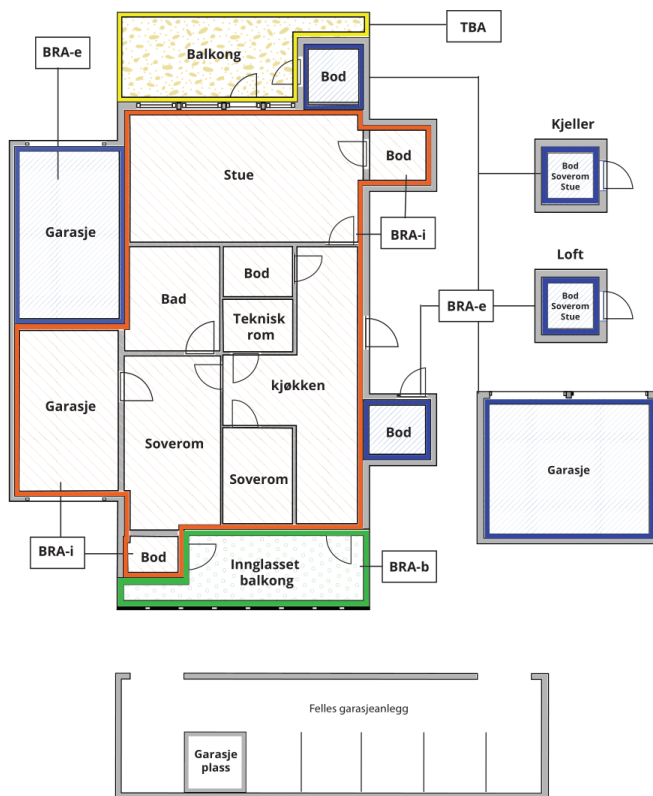 TBA
BRA-e
Balkong
Bod
Kjeller
Bod
Soverom
Stue
Stue
Bod
Garasje
BRA-i
Loft
Bod
Soverom
Stue
Bod
Bad
BRA-e
Teknisk
rom
kjøkken
Garasje
Bod
Soverom
Garasje
Soverom
BRA-i
Bod
Innglasset
balkong
BRA-b
Felles garasjeanlegg
Garasje
plass